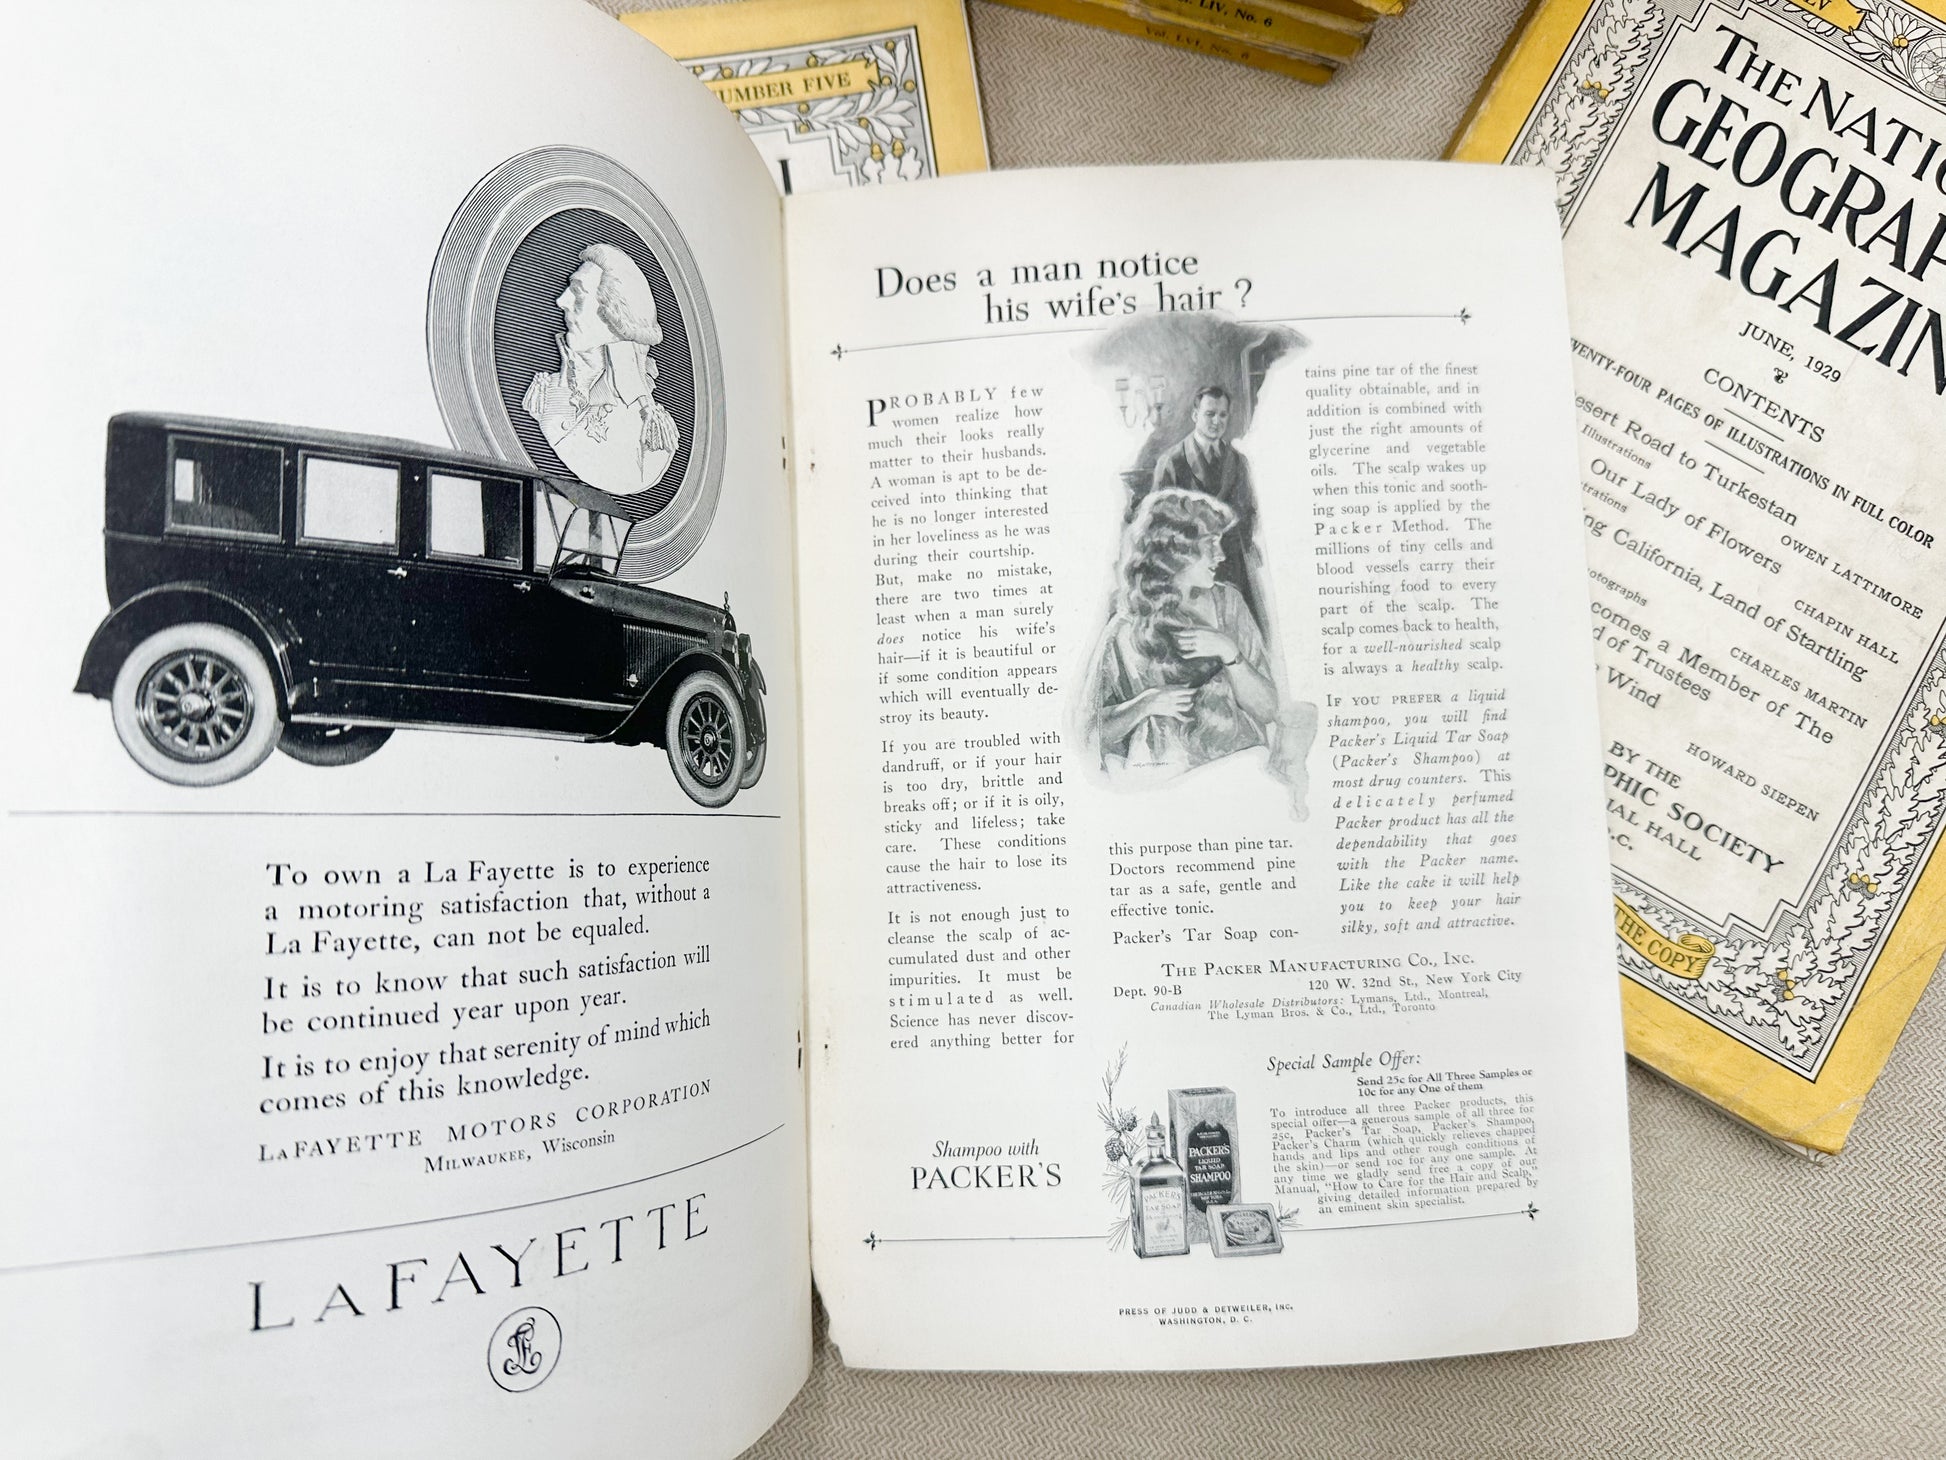 To own a La Fayette is to experience
a motoring satisfaction that, without a
La Fayette, can not be equaled.
It is to know that such satisfaction will
be continued year upon year.
It is to enjoy that serenity of mind which
comes of this knowledge.
LAFAYETTE MOTORS CORPORATION
MILWAUKEE, Wisconsin
LAFAYETTE
Does a man notice
his wife's hair?
PROBABLY few
women realize how
much their looks really
matter to their husbands.
A woman is apt to be de-
ceived into thinking that
he is no longer interested
in her loveliness as he was
during their courtship.
But, make no mistake,
there are two times at
least when a man surely
does notice his wife's
hair—if it is beautiful or
if some condition appears
which will eventually de-
stroy its beauty.
If you are troubled with
dandruff, or if your hair
is too dry, brittle and
breaks off; or if it is oily,
sticky and lifeless; take
care. These conditions
cause the hair to lose its
attractiveness.
It is not enough just to
cleanse the scalp of ac-
cumulated dust and other
impurities. It must be
stimulated as well.
Science has never discov-
ered anything better for
this purpose than pine tar.
Doctors recommend pine
tar as a safe, gentle and
effective tonic.
Packer's Tar Soap con-
tains pine tar of the finest
quality obtainable, and in
addition is combined with
just the right amounts of
glycerine and vegetable
oils. The scalp wakes up
when this tonic and sooth-
ing soap is applied by the
Packer Method. The
millions of tiny cells and
blood vessels carry their
nourishing food to every
part of the scalp. The
scalp comes back to health,
for a well-nourished scalp
is always a healthy scalp.
IF YOU PREFER a liquid
shampoo, you will find
Packer's Liquid Tar Soap
(Packer's Shampoo) at
most drug counters. This
delicately perfumed
Packer product has all the
dependability that goes
with the Packer name.
Like the cake it will help
you to keep your hair
silky, soft and attractive.
THE PACKER MANUFACTURING CO., INC.
Dept. 90-B 120 W. 32nd St., New York City
Canadian Wholesale Distributors: Lymans, Ltd., Montreal,
The Lyman Bros. & Co., Ltd., Toronto
Special Sample Offer:
Send 25c for All Three Samples or
10c for any One of them
To introduce all three Packer products, this
special offer—a generous sample of all three for
25c, Packer's Tar Soap, Packer's Shampoo,
Packer's Charm (which quickly relieves chapped
hands and lips and other rough conditions of
the skin)—or send 10c for any one sample. At
any time we gladly send free a copy of our
Manual, "How to Care for the Hair and Scalp,"
giving detailed information prepared by
an eminent skin specialist.
Shampoo with
PACKER'S
PACKER'S
LIQUID
TAR SOAP
SHAMPOO
PACKER'S
TAR SOAP
PRESS OF JUDD & DETWEILER, INC.
WASHINGTON, D. C.
NUMBER FIVE
LIV, No. 6
Vol. LVI, No. 6
THE NATIO
GEOGRAP
MAGAZIN
JUNE, 1929
CONTENTS
WENTY-FOUR PAGES OF ILLUSTRATIONS IN FULL COLOR
esert Road to Turkestan
Illustrations OWEN LATTIMORE
Our Lady of Flowers
trations CHAPIN HALL
ng California, Land of Startling
otographs CHARLES MARTIN
comes a Member of The
d of Trustees
Wind HOWARD SIEPEN
BY THE
PHIC SOCIETY
IAL HALL
D.C.
THE COPY